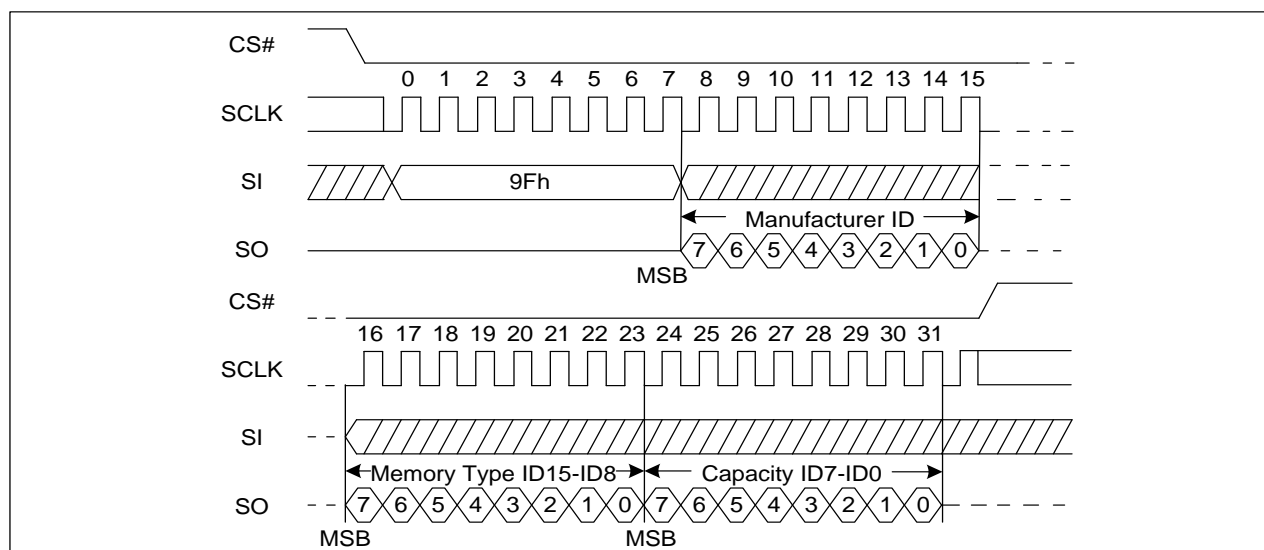 CS#
0 1 2 3 4 5 6 7 8 9 10 11 12 13 14 15
SCLK
SI
9Fh
Manufacturer ID
SO
7 6 5 4 3 2 1 0
MSB
CS#
16 17 18 19 20 21 22 23 24 25 26 27 28 29 30 31
SCLK
SI
Memory Type ID15-ID8 Capacity ID7-ID0
SO
7 6 5 4 3 2 1 0 7 6 5 4 3 2 1 0
MSB MSB